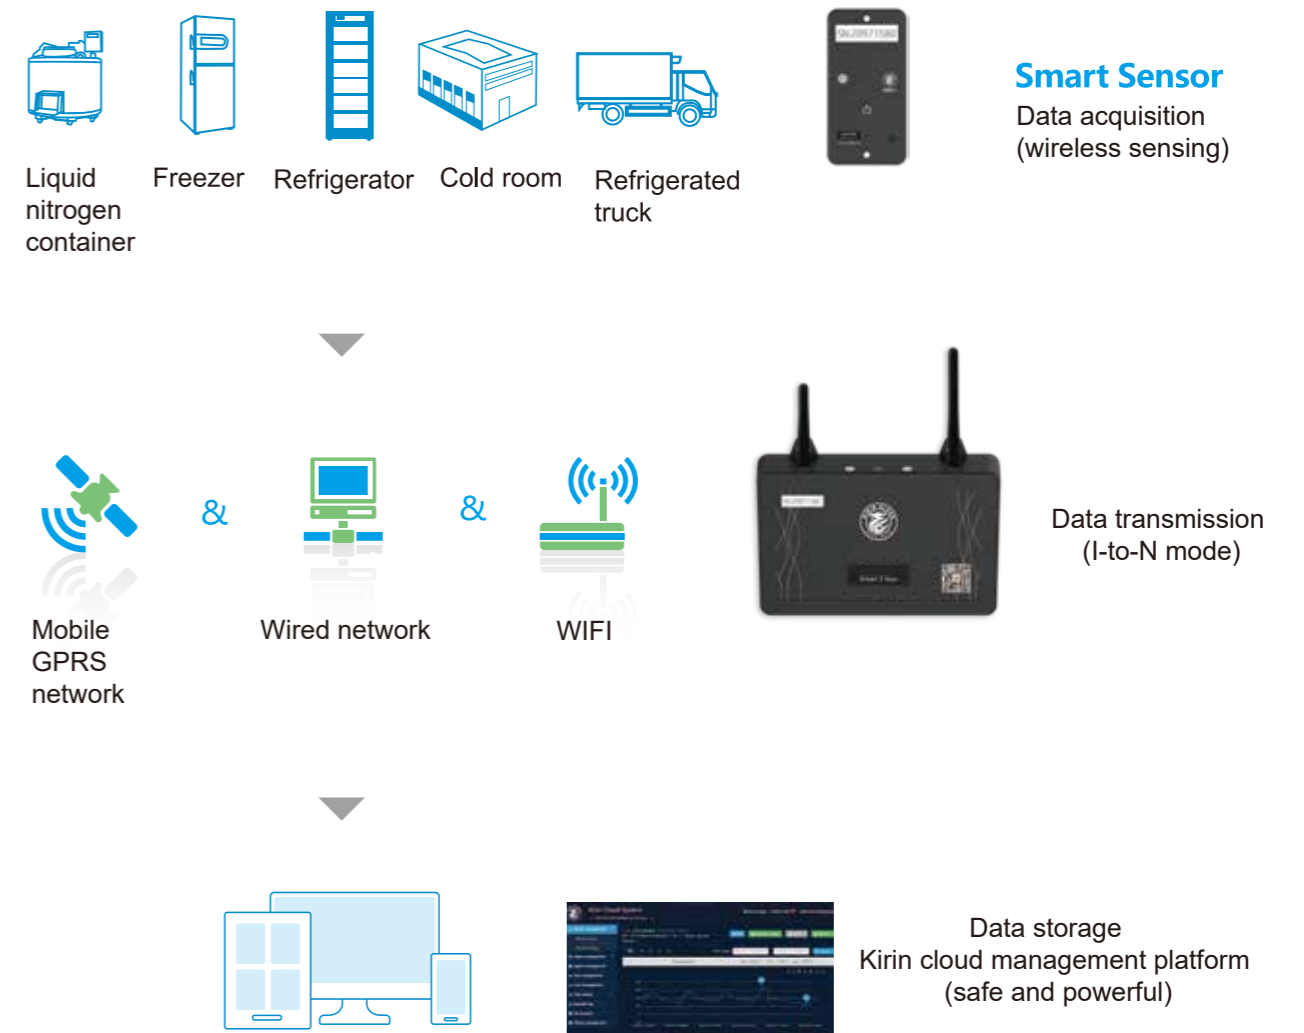 Smart Sensor
Data acquisition
(wireless sensing)
Liquid
nitrogen
container
Freezer
Refrigerator
Cold room
Refrigerated
truck
&
&
Data transmission
(I-to-N mode)
Mobile
GPRS
network
Wired network
WIFI
Data storage
Kirin cloud management platform
(safe and powerful)